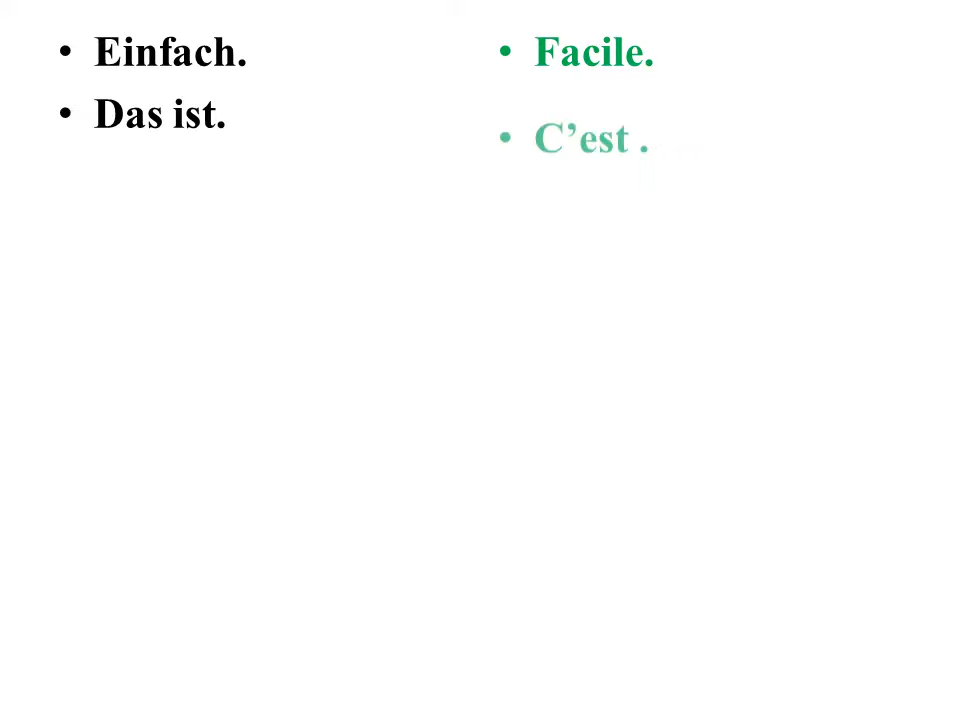 • Einfach.
• Das ist.
• Facile.
• C’est .